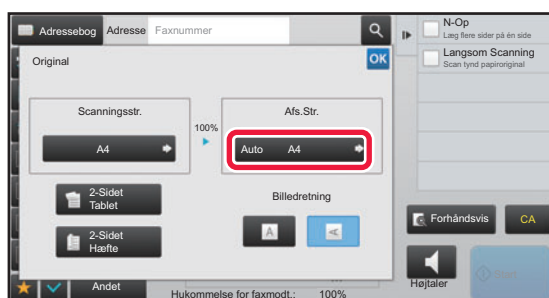 Adressebog
Adresse
Faxnummer
N-Op
Læg flere sider på én side
Langsom Scanning
Scan tynd papiroriginal
Original
OK
Scanningsstr.
A4
100%
Afs.Str.
Auto A4
2-Sidet
Tablet
2-Sidet
Hæfte
Billedretning
A
A
Forhåndsvis
CA
Højtaler
Start
Andet
Hukommelse for faxmodt.: 100%